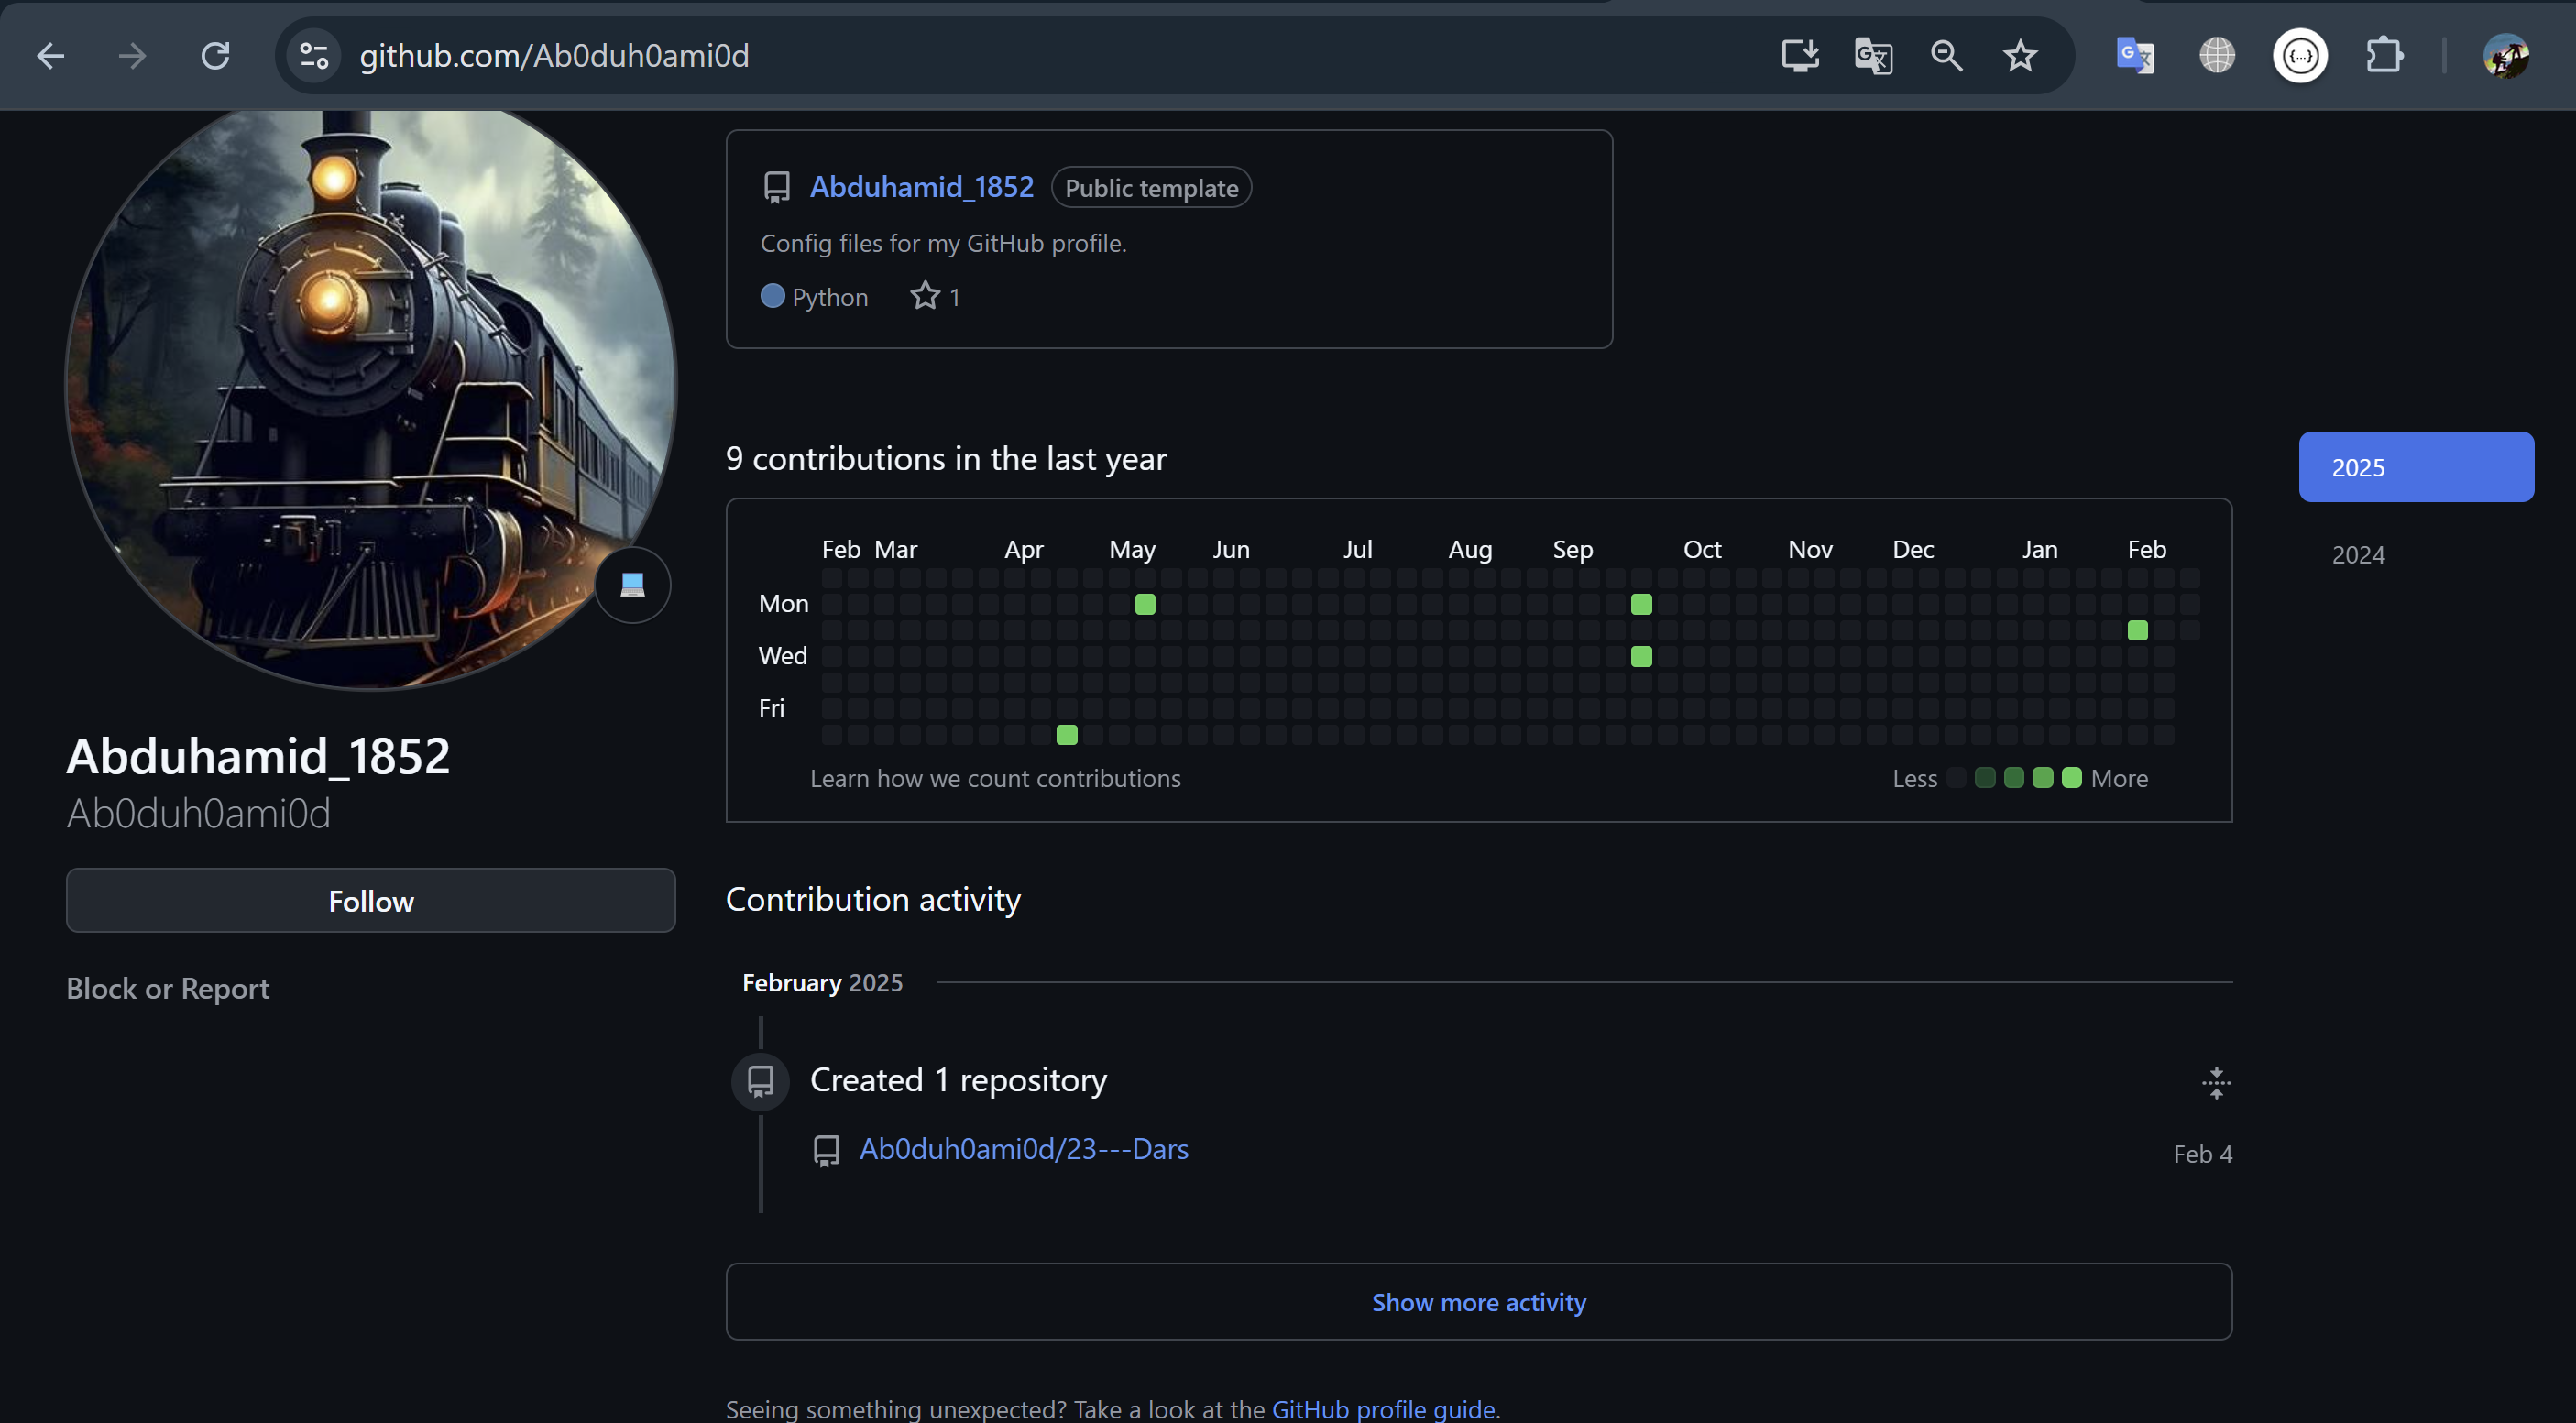 github.com/Ab0duh0ami0d
Abduhamid_1852 Public template
Config files for my GitHub profile.
Python 1
9 contributions in the last year
2025
2024
Feb Mar Apr May Jun Jul Aug Sep Oct Nov Dec Jan Feb
Mon
Wed
Fri
Learn how we count contributions
Less More
Abduhamid_1852
Ab0duh0ami0d
Follow
Block or Report
Contribution activity
February 2025
Created 1 repository
Ab0duh0ami0d/23---Dars
Feb 4
Show more activity
Seeing something unexpected? Take a look at the GitHub profile guide.